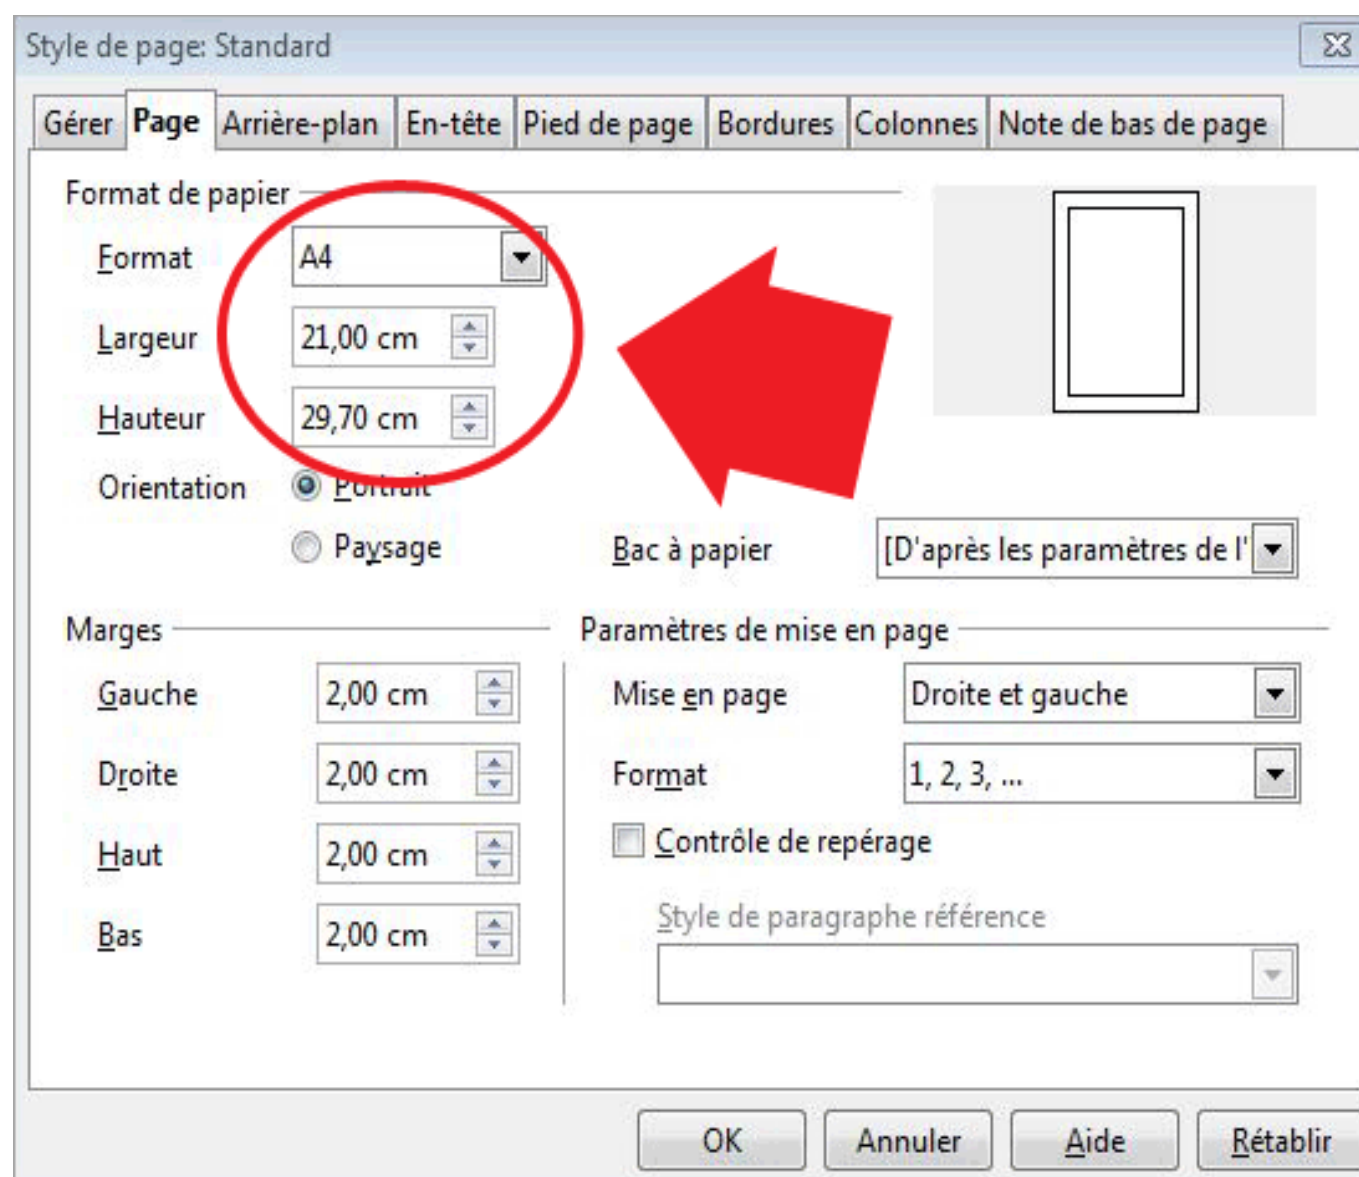 Style de page: Standard
Gérer Page Arrière-plan En-tête Pied de page Bordures Colonnes Note de bas de page
Format de papier
Format A4
Largeur 21,00 cm
Hauteur 29,70 cm
Orientation Portrait
Paysage Bac à papier [D'après les paramètres de l'
Marges Paramètres de mise en page
Gauche 2,00 cm Mise en page Droite et gauche
Droite 2,00 cm Format 1, 2, 3, ...
Contrôle de repérage
Haut 2,00 cm
Style de paragraphe référence
Bas 2,00 cm
OK Annuler Aide Rétablir